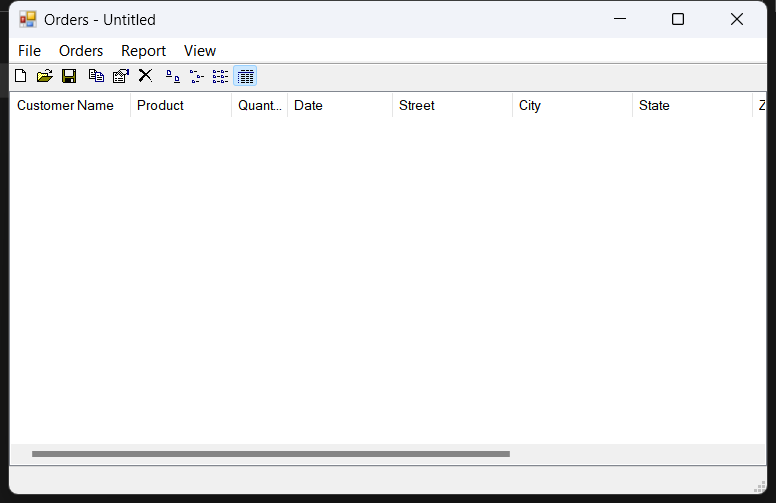 Orders - Untitled
File Orders Report View
Customer Name Product Quant... Date Street City State Z